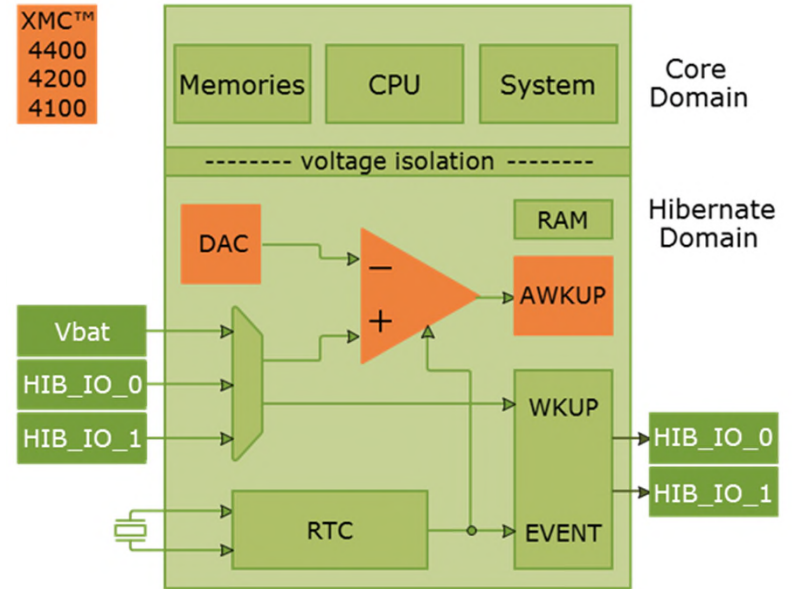 XMC™
4400
4200
4100
Memories
CPU
System
Core
Domain
-------- voltage isolation --------
Hibernate
Domain
RAM
DAC
−
+
AWKUP
Vbat
HIB_IO_0
HIB_IO_1
WKUP
HIB_IO_0
HIB_IO_1
RTC
EVENT